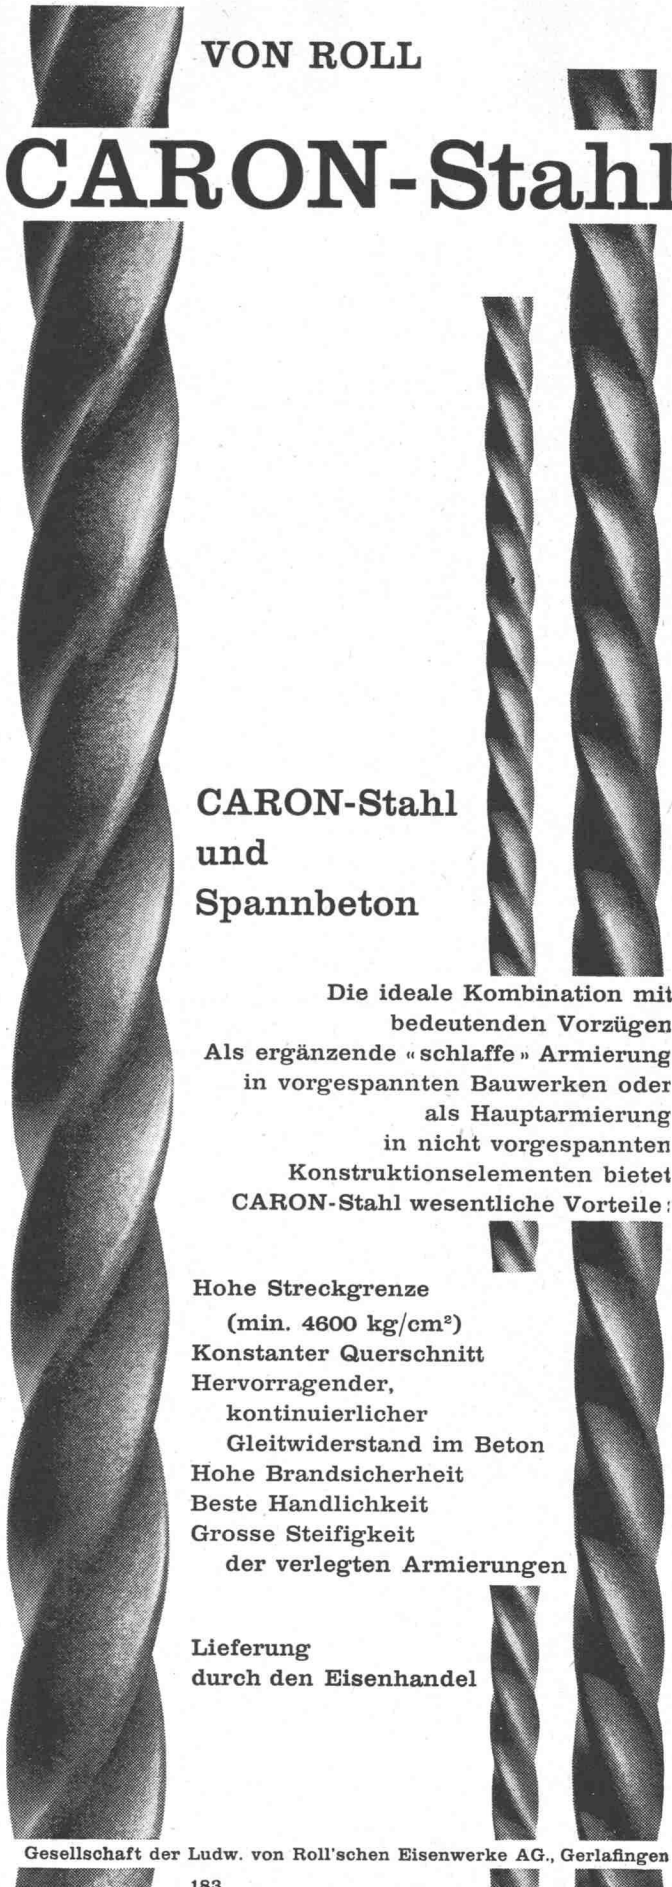 VON ROLL
CARON-Stahl
CARON-Stahl
und
Spannbeton
Die ideale Kombination mit
bedeutenden Vorzügen
Als ergänzende «schlaffe» Armierung
in vorgespannten Bauwerken oder
als Hauptarmierung
in nicht vorgespannten
Konstruktionselementen bietet
CARON-Stahl wesentliche Vorteile:
Hohe Streckgrenze
(min. 4600 kg/cm²)
Konstanter Querschnitt
Hervorragender,
kontinuierlicher
Gleitwiderstand im Beton
Hohe Brandsicherheit
Beste Handlichkeit
Grosse Steifigkeit
der verlegten Armierungen
Lieferung
durch den Eisenhandel
Gesellschaft der Ludw. von Roll'schen Eisenwerke AG., Gerlafingen
183